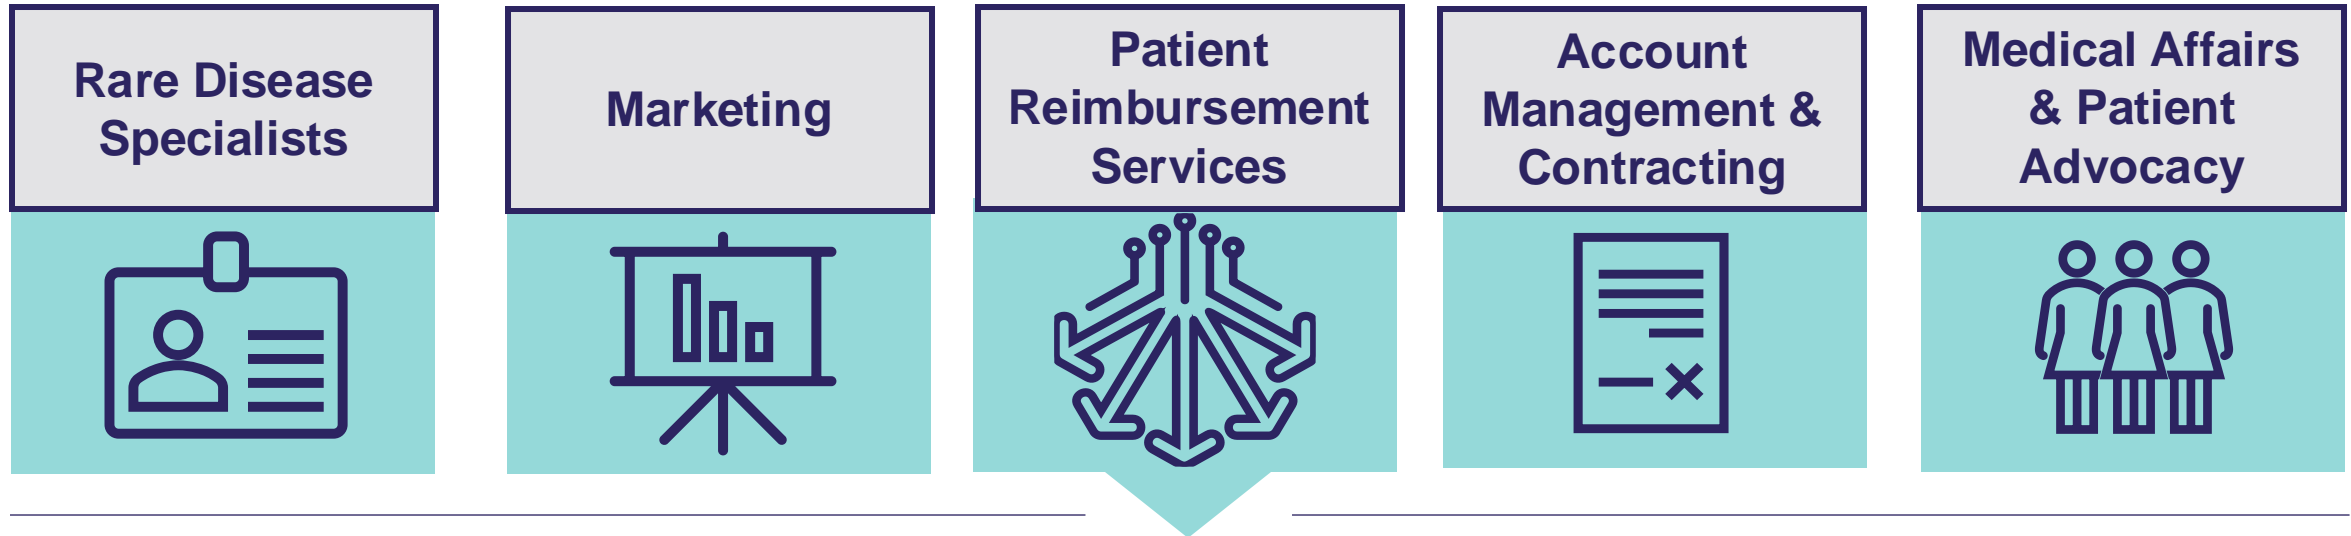 Rare Disease
Specialists
Marketing
Patient
Reimbursement
Services
Account
Management &
Contracting
Medical Affairs
& Patient
Advocacy